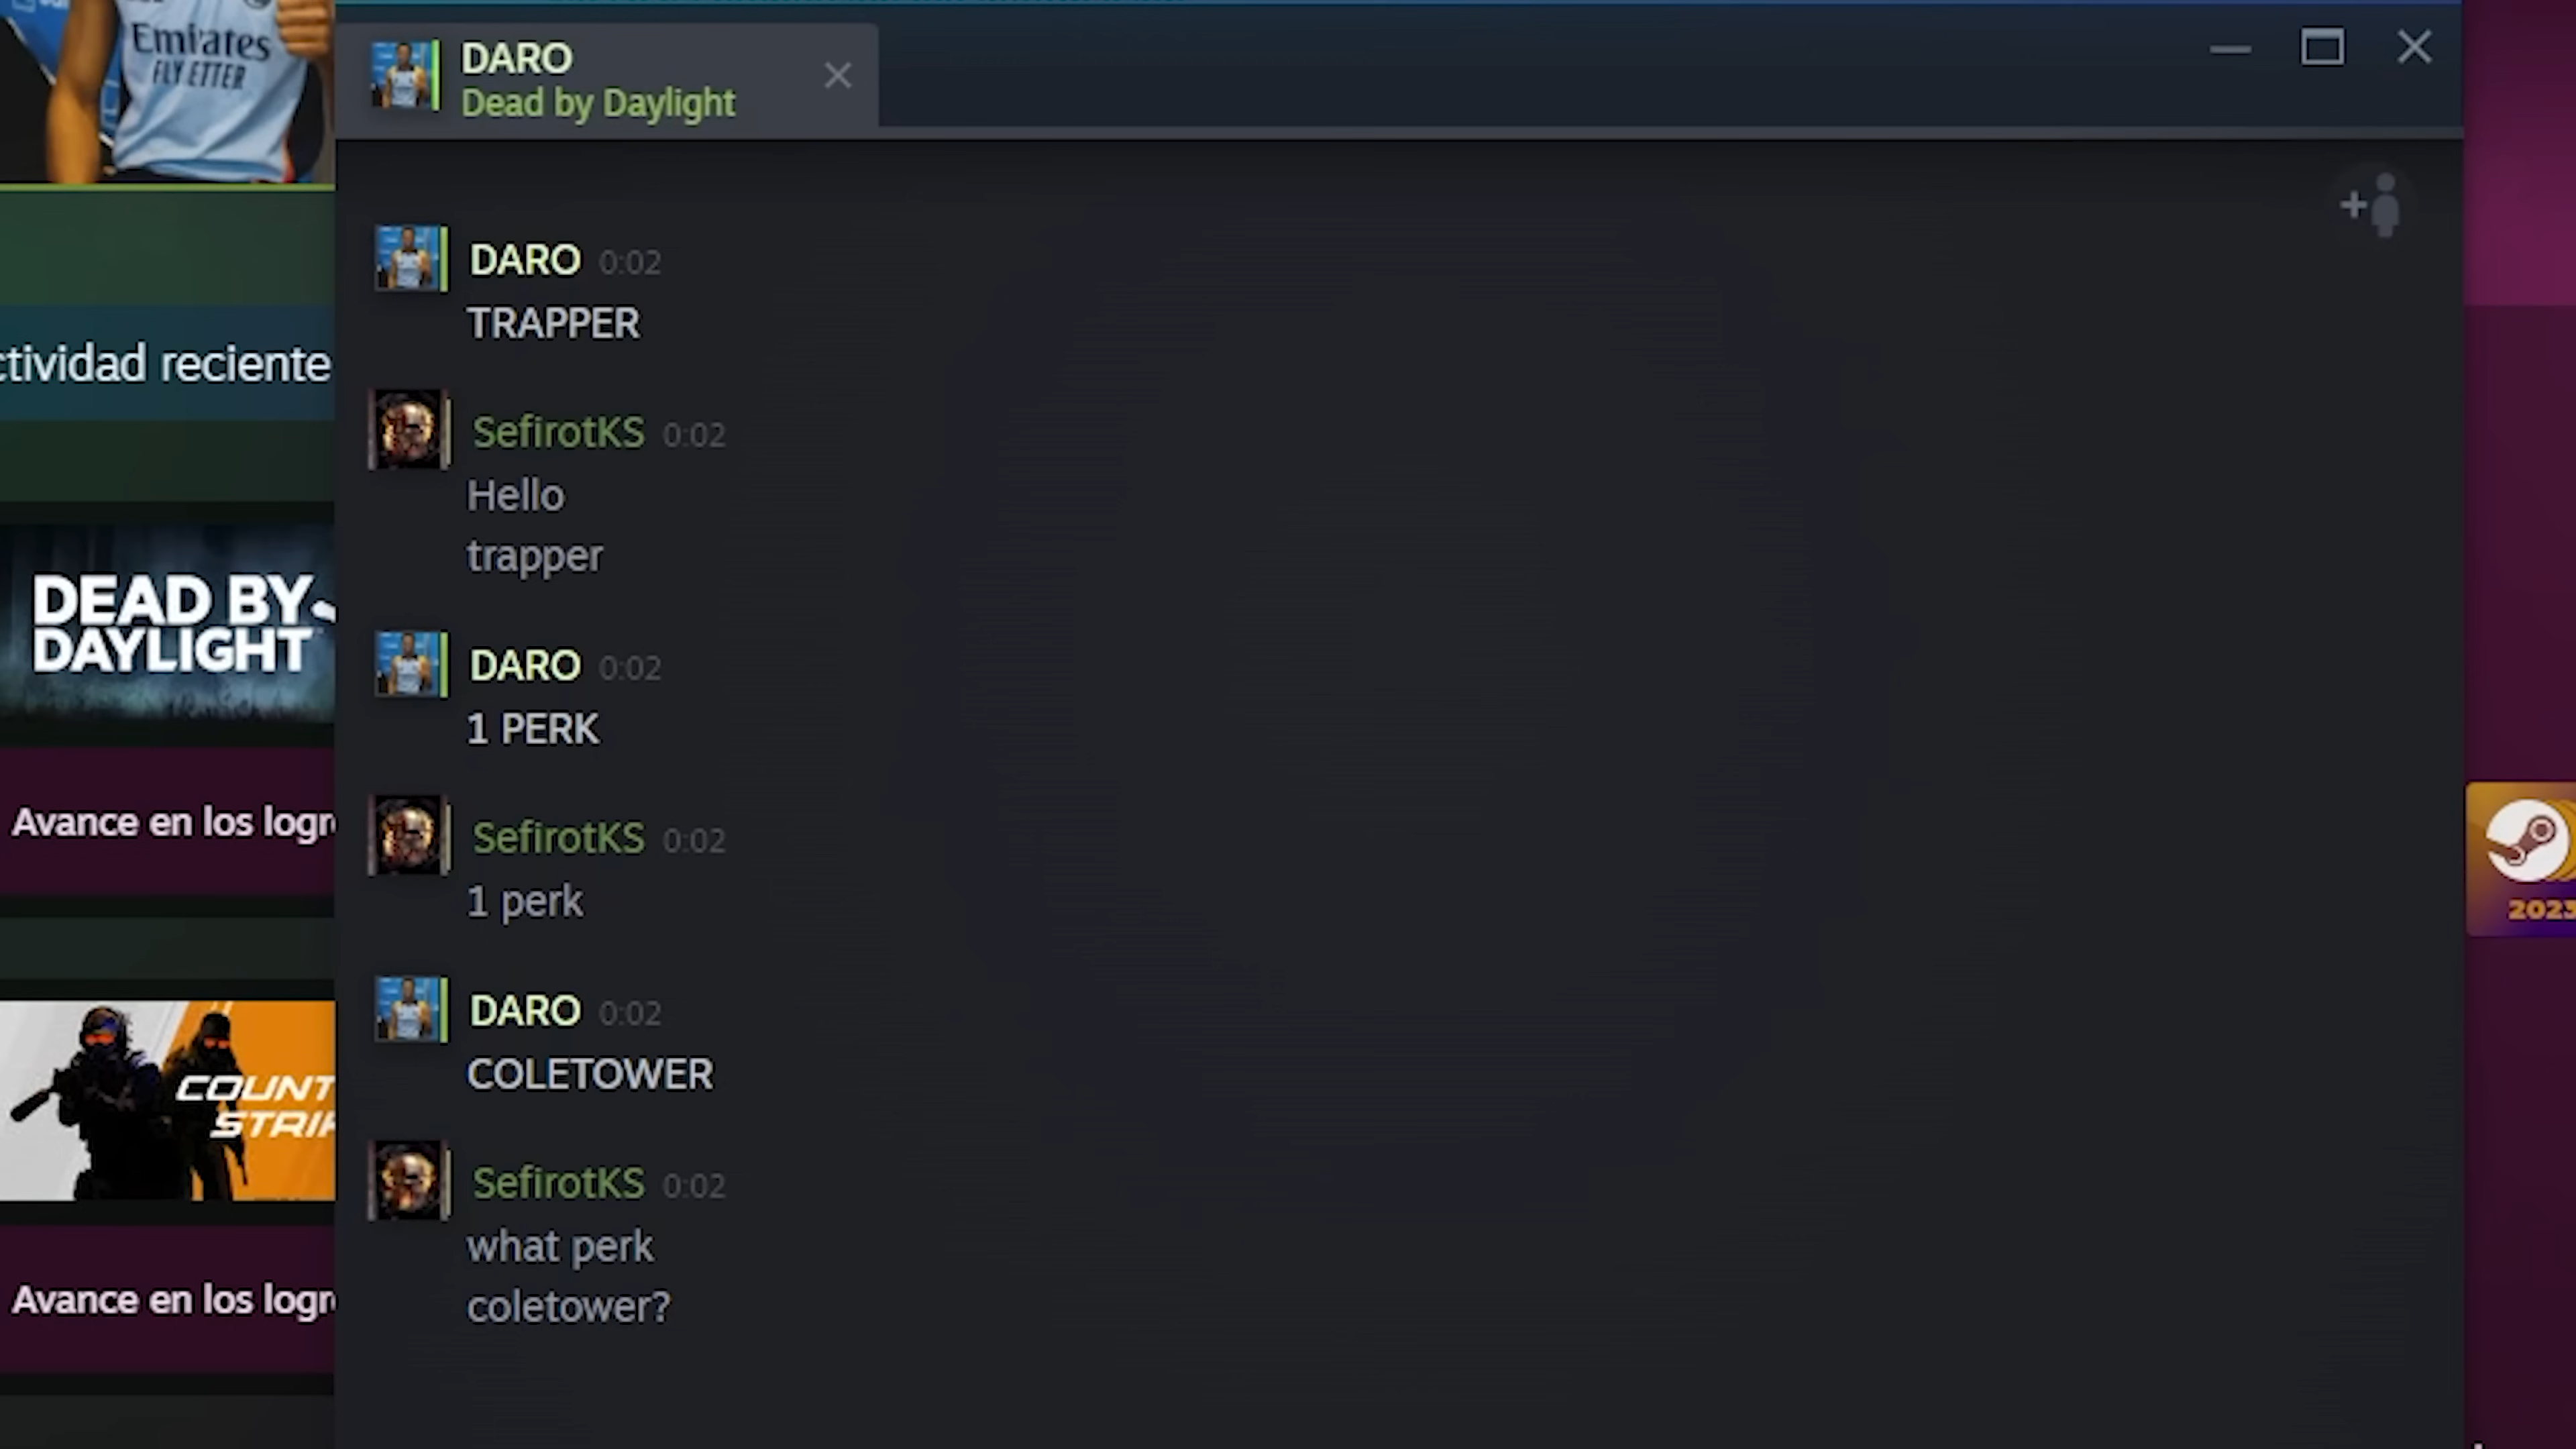 Emirates
FLY ETTER
DARO
Dead by Daylight
DARO 0:02
TRAPPER
ctividad reciente
SefirotKS 0:02
Hello
trapper
DEAD BY
DAYLIGHT
DARO 0:02
1 PERK
Avance en los logr
SefirotKS 0:02
1 perk
2023
DARO 0:02
COLETOWER
COUNT
STRIK
SefirotKS 0:02
what perk
coletower?
Avance en los logr